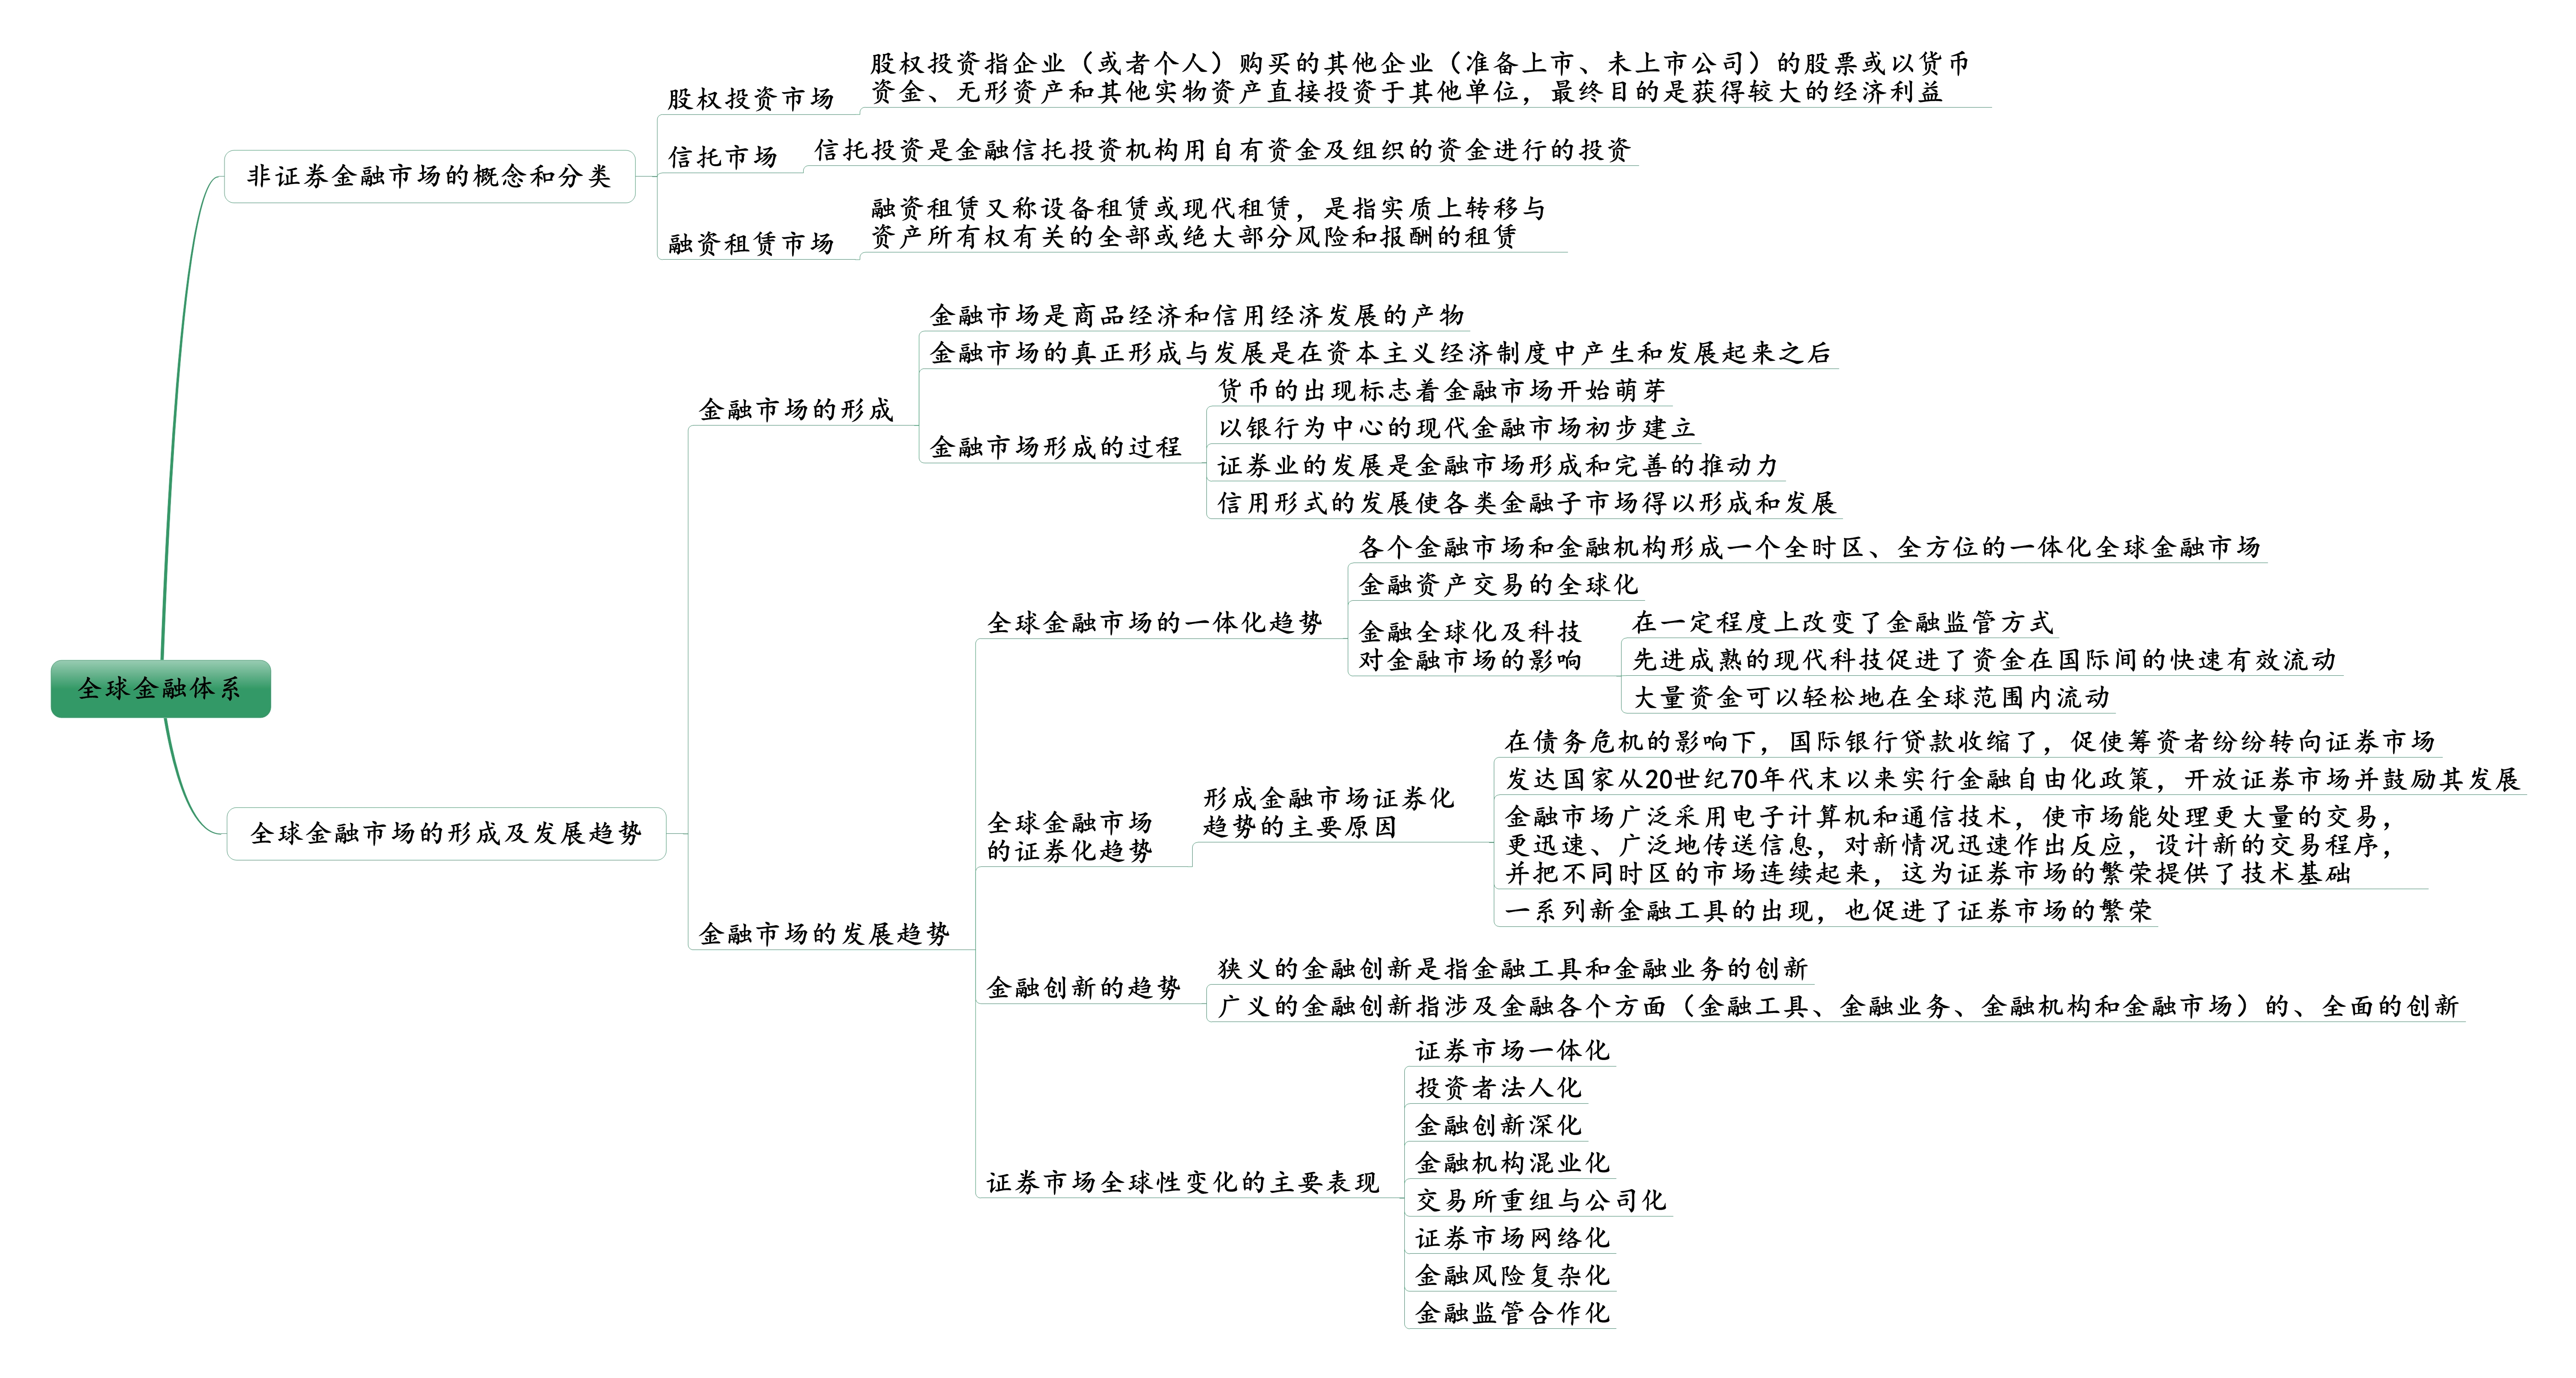 全球金融体系
非证券金融市场的概念和分类
股权投资市场
股权投资指企业（或者个人）购买的其他企业（准备上市、未上市公司）的股票或以货币
资金、无形资产和其他实物资产直接投资于其他单位，最终目的是获得较大的经济利益
信托市场
信托投资是金融信托投资机构用自有资金及组织的资金进行的投资
融资租赁市场
融资租赁又称设备租赁或现代租赁，是指实质上转移与
资产所有权有关的全部或绝大部分风险和报酬的租赁
全球金融市场的形成及发展趋势
金融市场的形成
金融市场是商品经济和信用经济发展的产物
金融市场的真正形成与发展是在资本主义经济制度中产生和发展起来之后
金融市场形成的过程
货币的出现标志着金融市场开始萌芽
以银行为中心的现代金融市场初步建立
证券业的发展是金融市场形成和完善的推动力
信用形式的发展使各类金融子市场得以形成和发展
金融市场的发展趋势
全球金融市场的一体化趋势
各个金融市场和金融机构形成一个全时区、全方位的一体化全球金融市场
金融资产交易的全球化
金融全球化及科技
对金融市场的影响
在一定程度上改变了金融监管方式
先进成熟的现代科技促进了资金在国际间的快速有效流动
大量资金可以轻松地在全球范围内流动
全球金融市场
的证券化趋势
形成金融市场证券化
趋势的主要原因
在债务危机的影响下，国际银行贷款收缩了，促使筹资者纷纷转向证券市场
发达国家从20世纪70年代末以来实行金融自由化政策，开放证券市场并鼓励其发展
金融市场广泛采用电子计算机和通信技术，使市场能处理更大量的交易，
更迅速、广泛地传送信息，对新情况迅速作出反应，设计新的交易程序，
并把不同时区的市场连续起来，这为证券市场的繁荣提供了技术基础
一系列新金融工具的出现，也促进了证券市场的繁荣
金融创新的趋势
狭义的金融创新是指金融工具和金融业务的创新
广义的金融创新指涉及金融各个方面（金融工具、金融业务、金融机构和金融市场）的、全面的创新
证券市场全球性变化的主要表现
证券市场一体化
投资者法人化
金融创新深化
金融机构混业化
交易所重组与公司化
证券市场网络化
金融风险复杂化
金融监管合作化